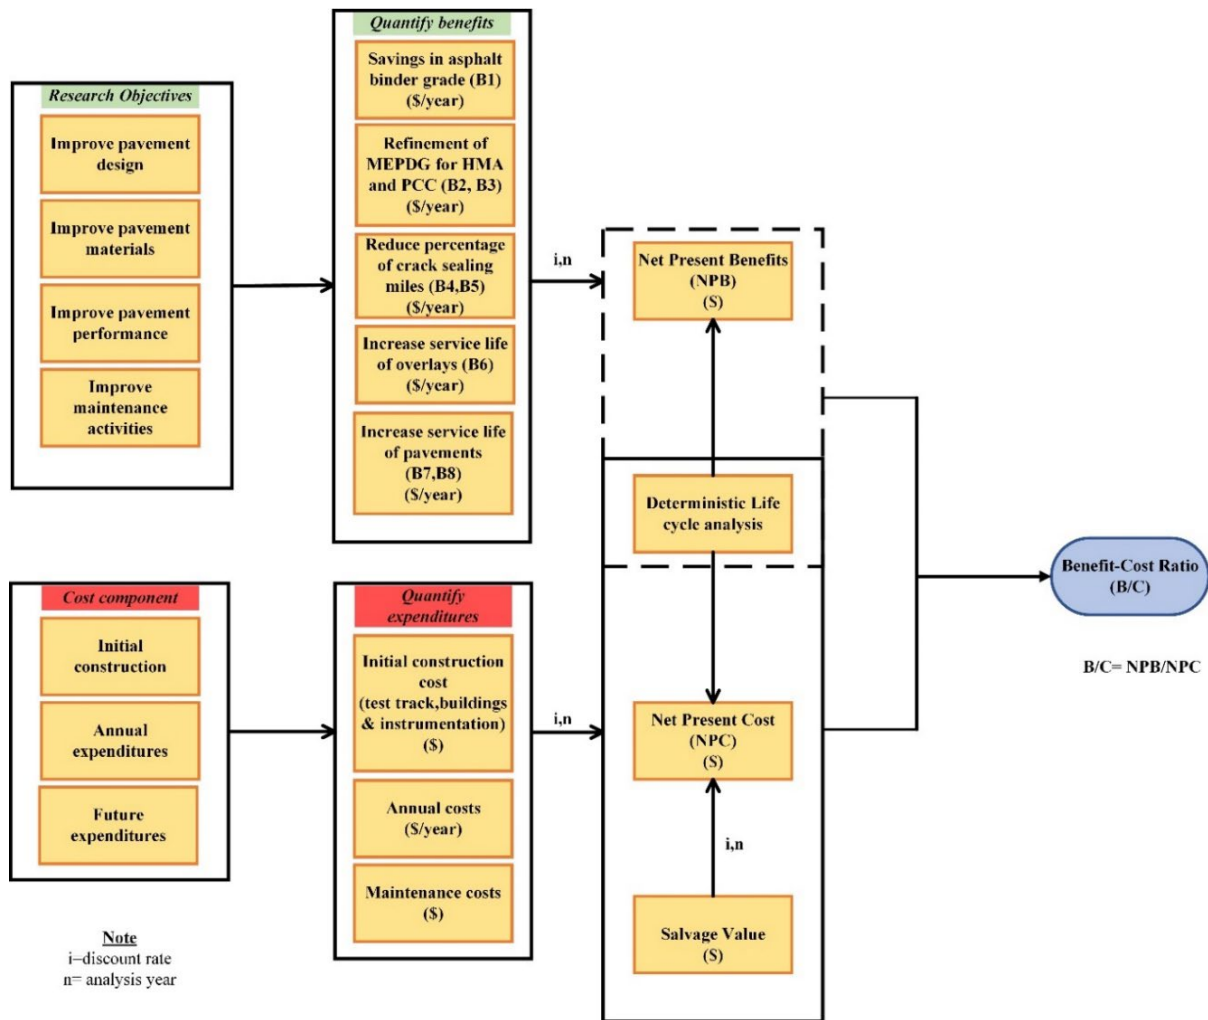 Research Objectives
Improve pavement
design
Improve pavement
materials
Improve pavement
performance
Improve
maintenance
activities
Quantify benefits
Savings in asphalt
binder grade (B1)
($/year)
Refinement of
MEPDG for HMA
and PCC (B2, B3)
($/year)
Reduce percentage
of crack sealing
miles (B4,B5)
($/year)
Increase service life
of overlays (B6)
($/year)
Increase service life
of pavements
(B7,B8)
($/year)
i,n
Net Present Benefits
(NPB)
($)
Deterministic Life
cycle analysis
Cost component
Initial
construction
Annual
expenditures
Future
expenditures
Quantify
expenditures
Initial construction
cost
(test track,buildings
& instrumentation)
($)
Annual costs
($/year)
Maintenance costs
($)
i,n
Net Present Cost
(NPC)
($)
i,n
Salvage Value
($)
Benefit-Cost Ratio
(B/C)
B/C= NPB/NPC
Note
i–discount rate
n= analysis year